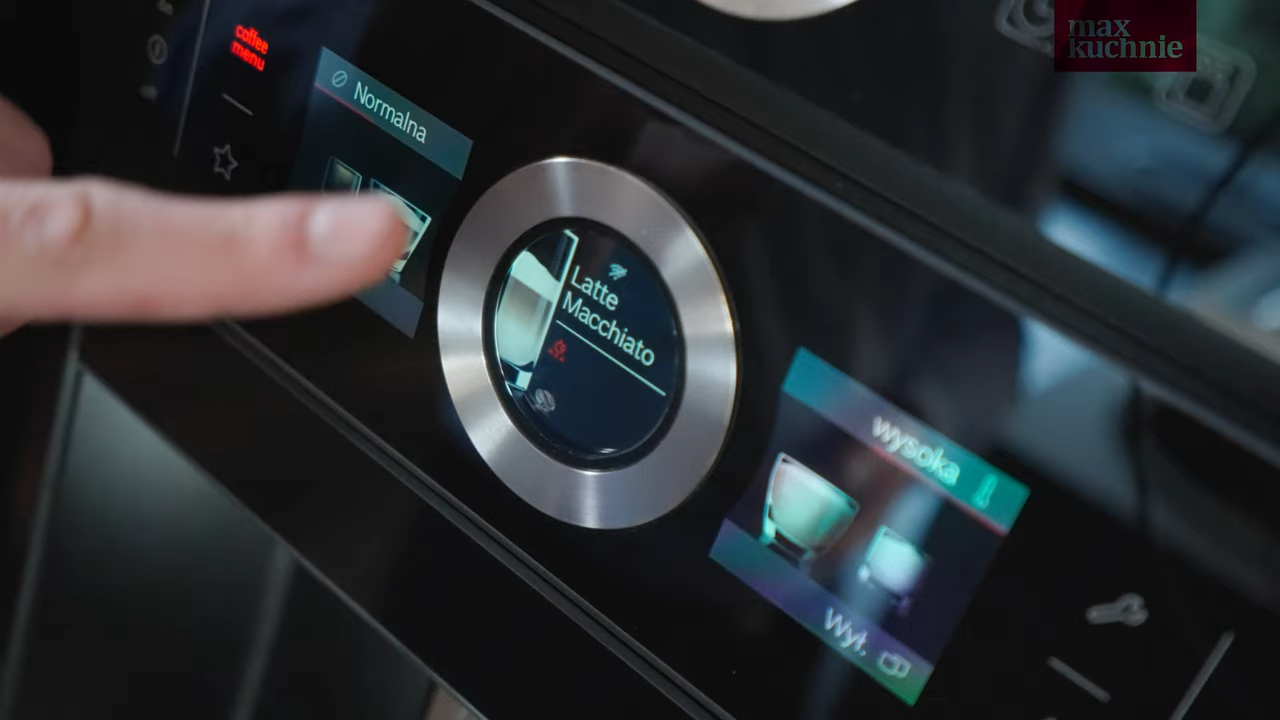 max
kuchnie
coffee
menu
Normalna
Latte
Macchiato
wysoka
Wył.